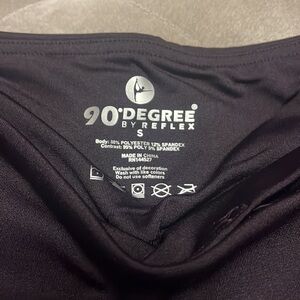 90°DEGREE®
BY REFLEX
S
Body: 88% POLYESTER 12% SPANDEX
Contrast: 95% POLY 5% SPANDEX
MADE IN CHINA
RN144527
Exclusive of decoration
Wash with like colors
Do not use softeners